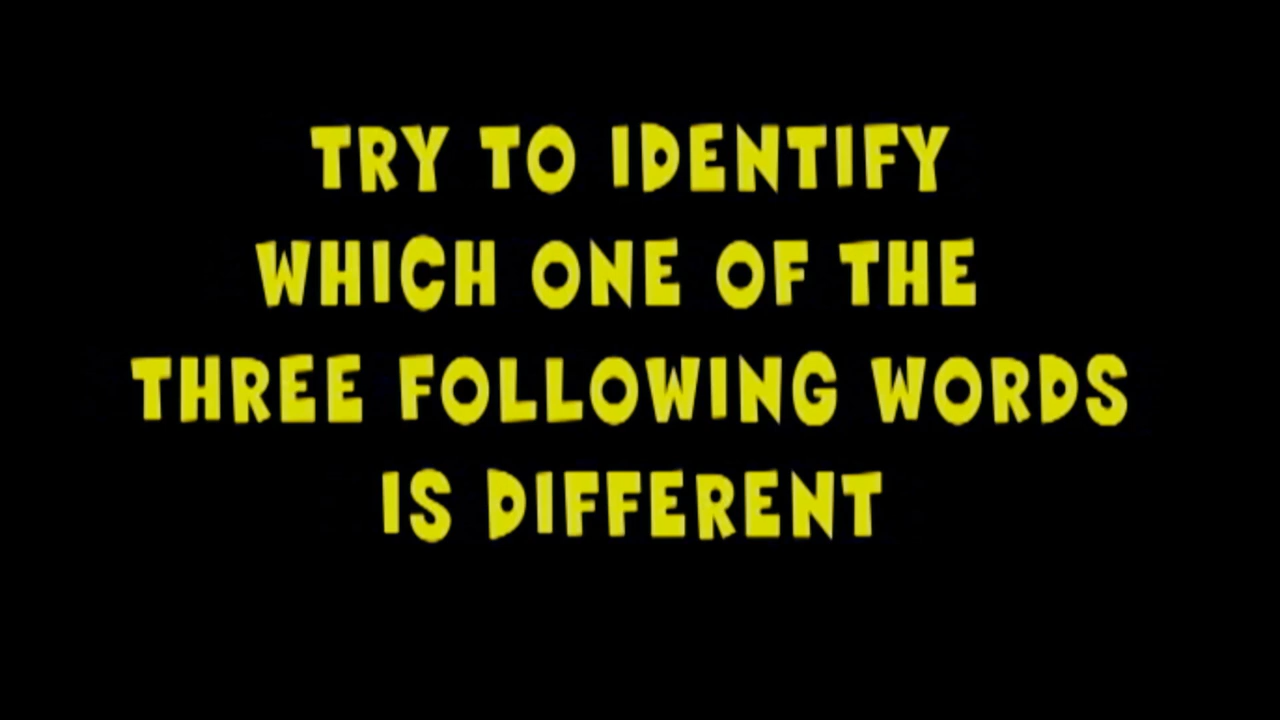 TRY TO IDENTIFY
WHICH ONE OF THE
THREE FOLLOWING WORDS
IS DIFFERENT